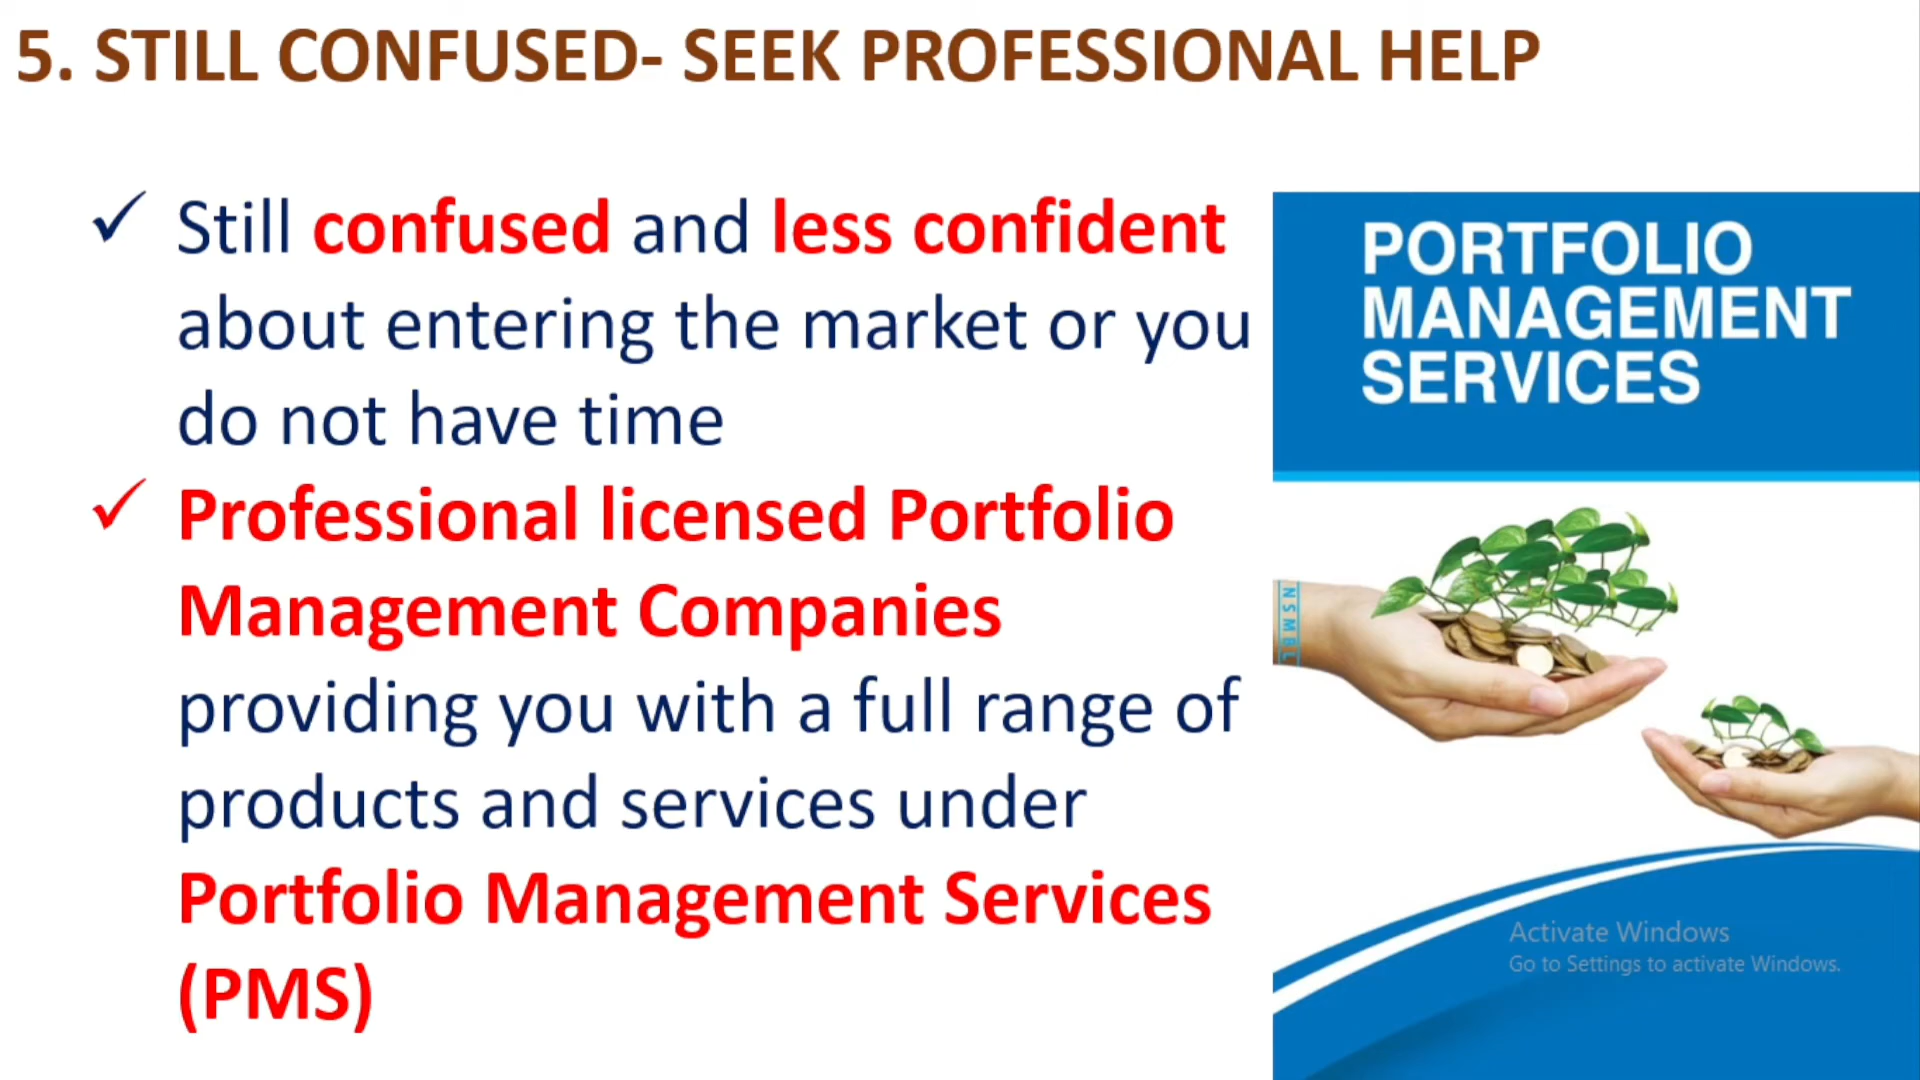 5. STILL CONFUSED- SEEK PROFESSIONAL HELP
✓ Still confused and less confident
about entering the market or you
do not have time
✓ Professional licensed Portfolio
Management Companies
providing you with a full range of
products and services under
Portfolio Management Services
(PMS)
PORTFOLIO
MANAGEMENT
SERVICES
NSMBL
Activate Windows
Go to Settings to activate Windows.